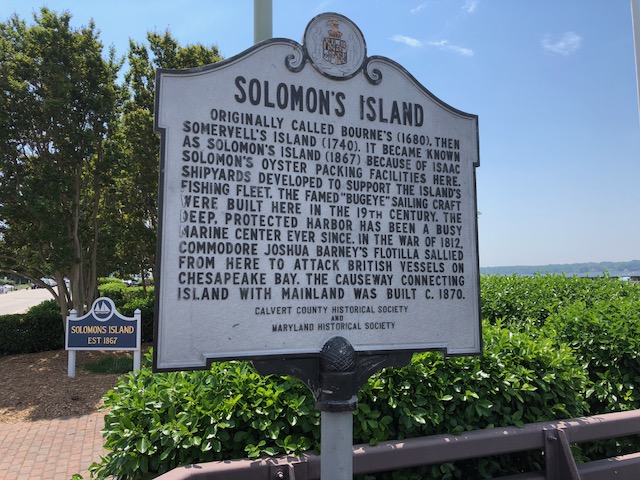 SOLOMON'S ISLAND
ORIGINALLY CALLED BOURNE'S (1680), THEN
SOMERVELL'S ISLAND (1740), IT BECAME KNOWN
AS SOLOMON'S ISLAND (1867) BECAUSE OF ISAAC
SOLOMON'S OYSTER PACKING FACILITIES HERE.
SHIPYARDS DEVELOPED TO SUPPORT THE ISLAND'S
FISHING FLEET. THE FAMED "BUGEYE" SAILING CRAFT
WERE BUILT HERE IN THE 19TH CENTURY. THE
DEEP, PROTECTED HARBOR HAS BEEN A BUSY
MARINE CENTER EVER SINCE. IN THE WAR OF 1812,
COMMODORE JOSHUA BARNEY'S FLOTILLA SALLIED
FROM HERE TO ATTACK BRITISH VESSELS ON
CHESAPEAKE BAY. THE CAUSEWAY CONNECTING
ISLAND WITH MAINLAND WAS BUILT C. 1870.
CALVERT COUNTY HISTORICAL SOCIETY
AND
MARYLAND HISTORICAL SOCIETY
SOLOMONS ISLAND
EST 1867